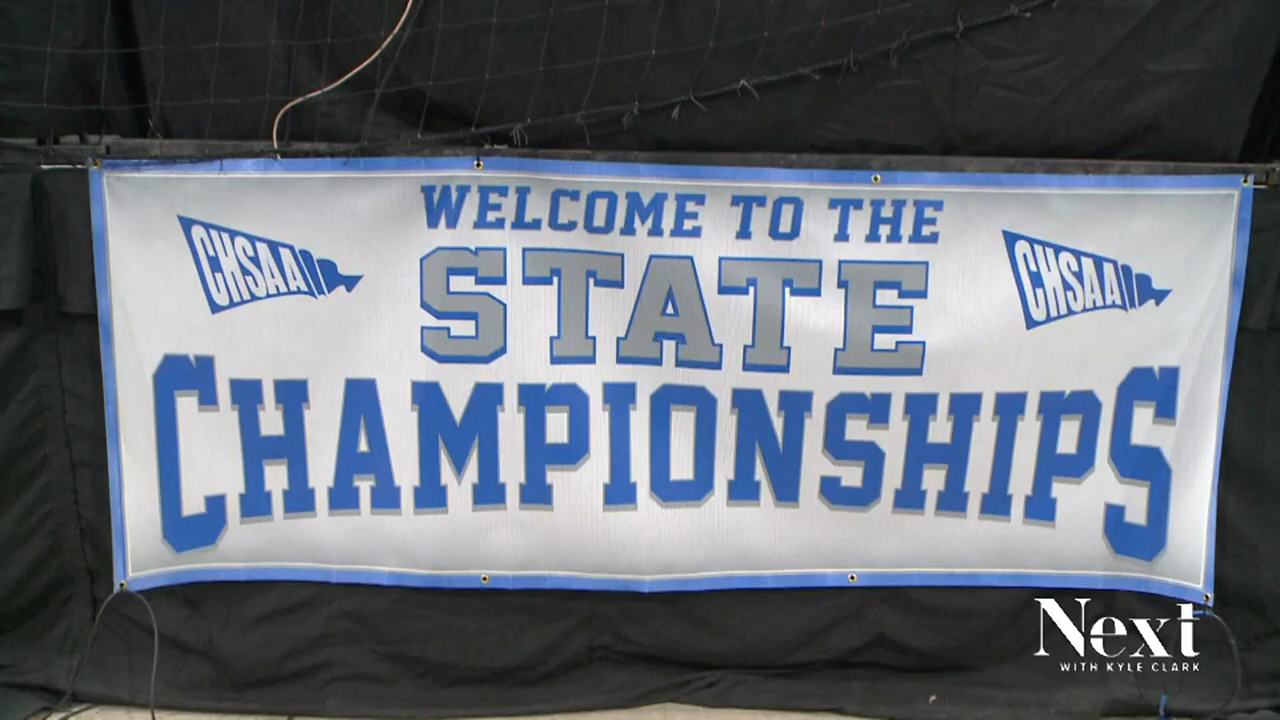 WELCOME TO THE
CHSAA
STATE
CHSAA
CHAMPIONSHIPS
Next
WITH KYLE CLARK